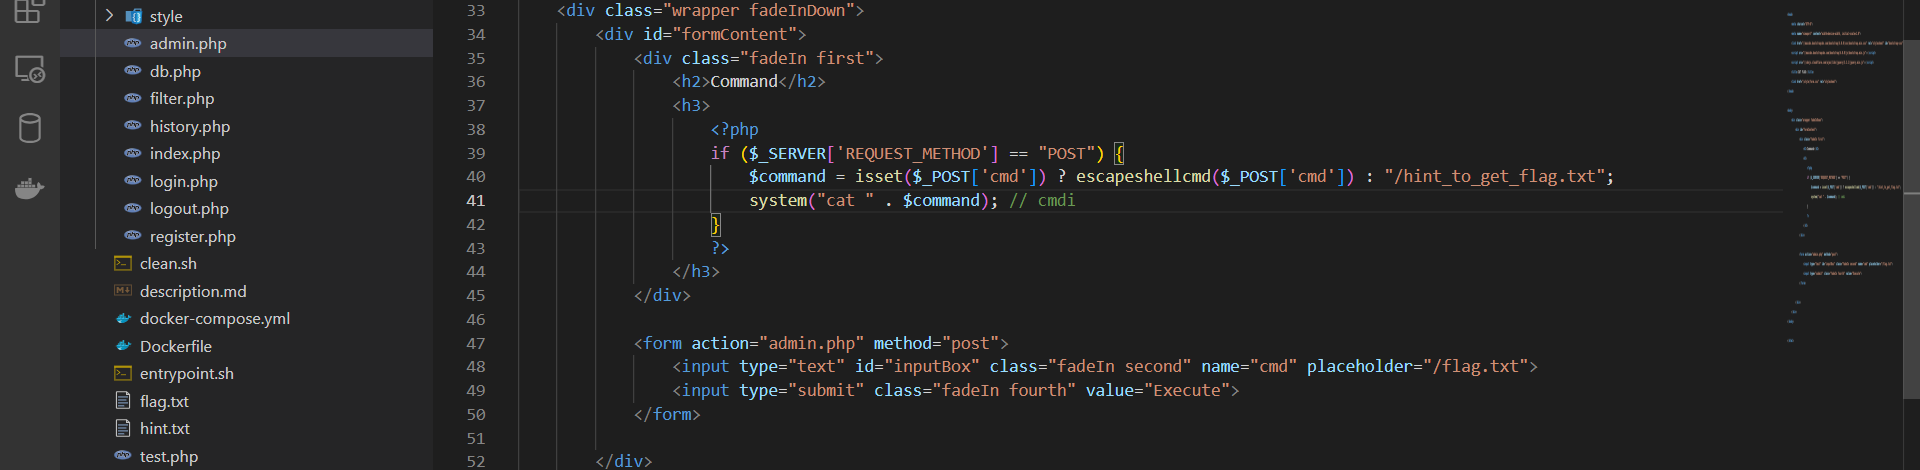 style
admin.php
db.php
filter.php
history.php
index.php
login.php
logout.php
register.php
clean.sh
description.md
docker-compose.yml
Dockerfile
entrypoint.sh
flag.txt
hint.txt
test.php
33 <div class="wrapper fadeInDown">
34 <div id="formContent">
35 <div class="fadeIn first">
36 <h2>Command</h2>
37 <h3>
38 <?php
39 if ($_SERVER['REQUEST_METHOD'] == "POST") {
40 $command = isset($_POST['cmd']) ? escapeshellcmd($_POST['cmd']) : "/hint_to_get_flag.txt";
41 system("cat " . $command); // cmdi
42 }
43 ?>
44 </h3>
45 </div>
46
47 <form action="admin.php" method="post">
48 <input type="text" id="inputBox" class="fadeIn second" name="cmd" placeholder="/flag.txt">
49 <input type="submit" class="fadeIn fourth" value="Execute">
50 </form>
51
52 </div>